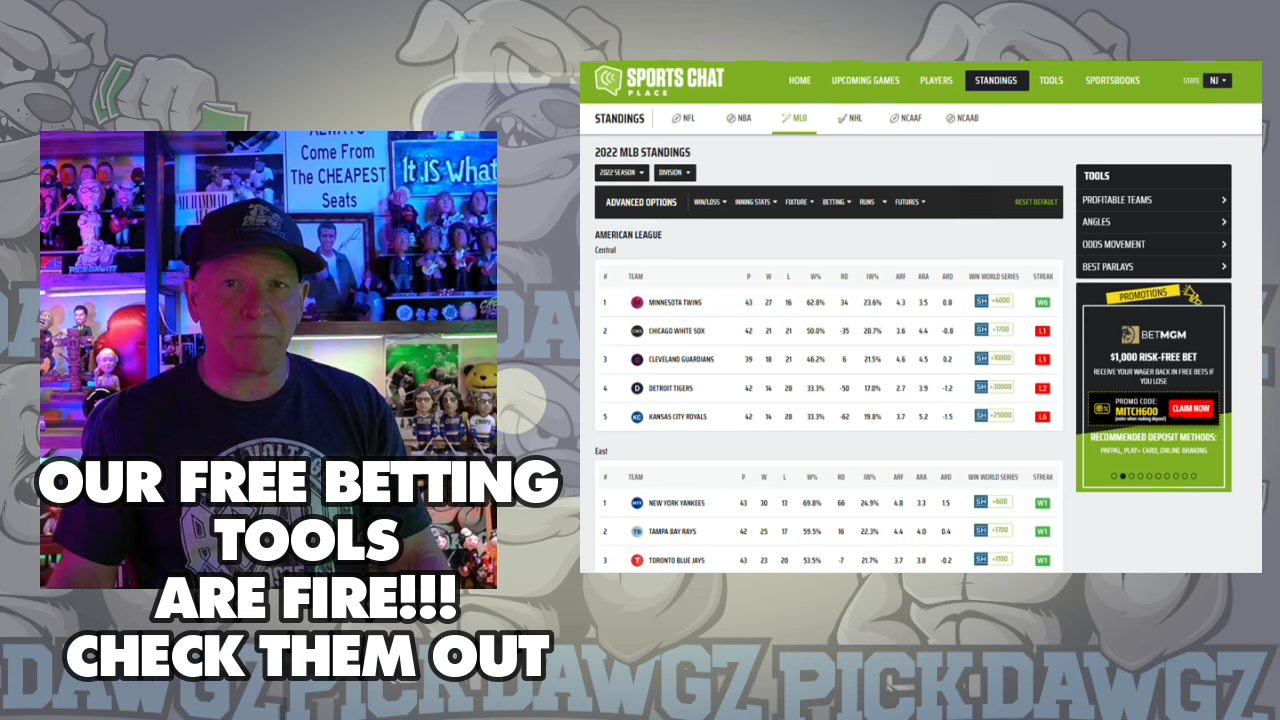 ALWAYS
Come From
The CHEAPEST
Seats
It is What
MUHAMMAD
PICKDAWGZ
OUR FREE BETTING
TOOLS
ARE FIRE!!!
CHECK THEM OUT
SPORTS CHAT
PLACE
HOME UPCOMING GAMES PLAYERS STANDINGS TOOLS SPORTSBOOKS STATE NJ
STANDINGS NFL NBA MLB NHL NCAAF NCAAB
2022 MLB STANDINGS
2022 SEASON DIVISION
ADVANCED OPTIONS WIN/LOSS INNING STATS FIXTURE BETTING RUNS FUTURES RESET DEFAULT
AMERICAN LEAGUE
Central
# TEAM P W L W% RD IW% ARF ARA ARD WIN WORLD SERIES STREAK
1 MINNESOTA TWINS 43 27 16 62.8% 34 23.6% 4.3 3.5 0.8 SH +4000 W6
2 CHICAGO WHITE SOX 42 21 21 50.0% -35 20.7% 3.6 4.4 -0.8 SH +1700 L1
3 CLEVELAND GUARDIANS 39 18 21 46.2% 6 21.5% 4.6 4.5 0.2 SH +10000 L1
4 DETROIT TIGERS 42 14 28 33.3% -50 17.0% 2.7 3.9 -1.2 SH +30000 L2
5 KANSAS CITY ROYALS 42 14 28 33.3% -62 19.8% 3.7 5.2 -1.5 SH +25000 L6
East
# TEAM P W L W% RD IW% ARF ARA ARD WIN WORLD SERIES STREAK
1 NEW YORK YANKEES 43 30 13 69.8% 66 24.9% 4.8 3.3 1.5 SH +600 W1
2 TAMPA BAY RAYS 42 25 17 59.5% 16 22.3% 4.4 4.0 0.4 SH +1700 W1
3 TORONTO BLUE JAYS 43 23 20 53.5% -7 21.7% 3.7 3.8 -0.2 SH +1100 W1
TOOLS
PROFITABLE TEAMS
ANGLES
ODDS MOVEMENT
BEST PARLAYS
PROMOTIONS
BETMGM
$1,000 RISK-FREE BET
RECEIVE YOUR WAGER BACK IN FREE BETS IF
YOU LOSE
PROMO CODE:
MITCH600
(enter when making deposit)
CLAIM NOW
RECOMMENDED DEPOSIT METHODS:
PAYPAL, PLAY+ CARD, ONLINE BANKING
DAWGZ PICKDAWGZ PICKDAWGZ